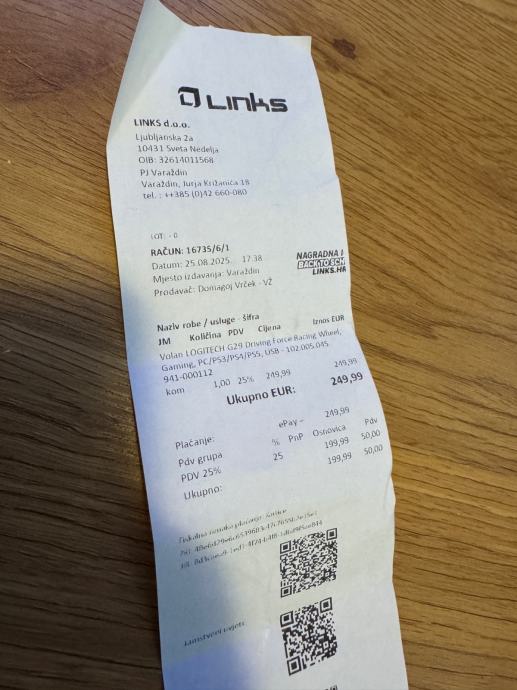 Links
LINKS d.o.o.
Ljubljanska 2a
10431 Sveta Nedelja
OIB: 32614011568
PJ Varaždin
Varaždin, Jurja Križanića 18
tel. : ++385 (0)42 660-080
LOT: - 0
RAČUN: 16735/6/1
Datum: 25.08.2025. 17:38
Mjesto izdavanja: Varaždin
Prodavač: Domagoj Vrček - VŽ
NAGRADNA I
BACK TO SCH
LINKS.HR
Naziv robe / usluge - šifra
JM Količina PDV Cijena Iznos EUR
Volan LOGITECH G29 Driving Force Racing Wheel,
Gaming, PC/PS3/PS4/PS5, USB - 102.005.045
941-000112
kom 1,00 25% 249,99 249,99
Ukupno EUR: 249,99
Plaćanje: ePay - 249,99
Pdv grupa % PnP Osnovica Pdv
PDV 25% 25 199,99 50,00
Ukupno: 199,99 50,00